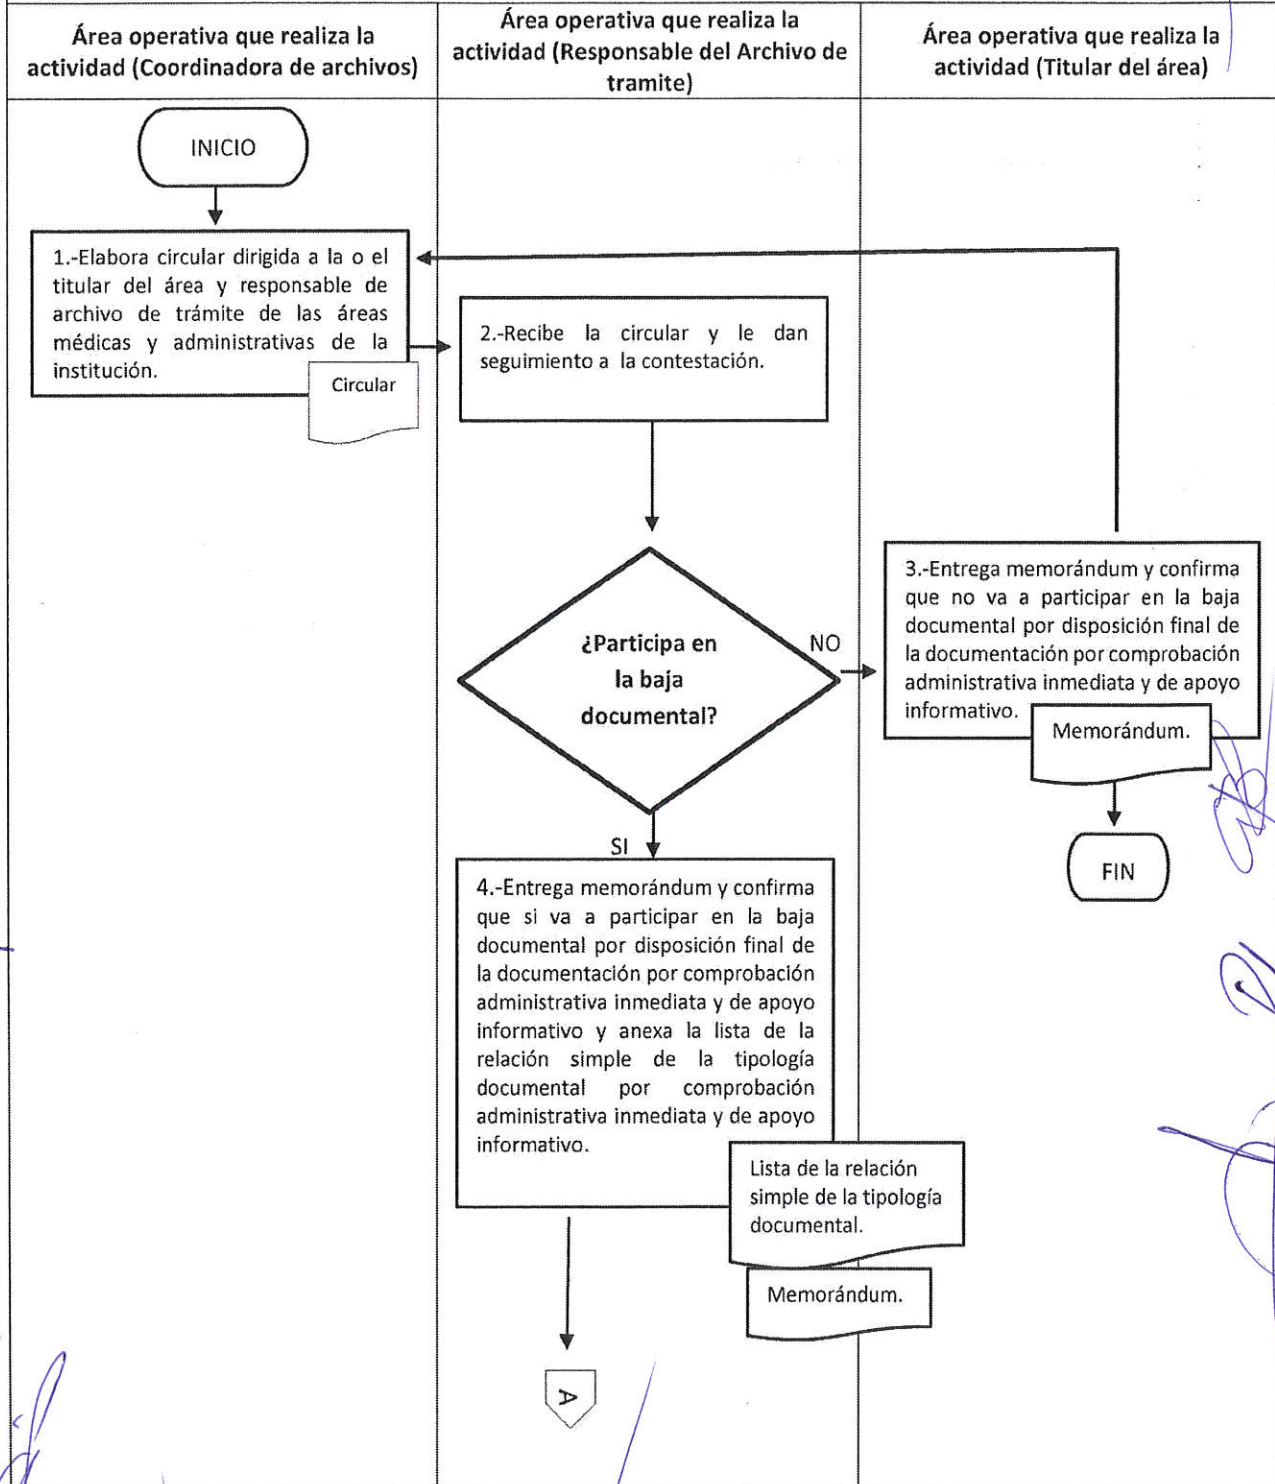 Área operativa que realiza la
actividad (Coordinadora de archivos)
Área operativa que realiza la
actividad (Responsable del Archivo de
tramite)
Área operativa que realiza la
actividad (Titular del área)
INICIO
1.-Elabora circular dirigida a la o el
titular del área y responsable de
archivo de trámite de las áreas
médicas y administrativas de la
institución.
Circular
2.-Recibe la circular y le dan
seguimiento a la contestación.
¿Participa en
la baja
documental?
NO
3.-Entrega memorándum y confirma
que no va a participar en la baja
documental por disposición final de
la documentación por comprobación
administrativa inmediata y de apoyo
informativo.
Memorándum.
FIN
SI
4.-Entrega memorándum y confirma
que si va a participar en la baja
documental por disposición final de
la documentación por comprobación
administrativa inmediata y de apoyo
informativo y anexa la lista de la
relación simple de la tipología
documental por comprobación
administrativa inmediata y de apoyo
informativo.
Lista de la relación
simple de la tipología
documental.
Memorándum.
A